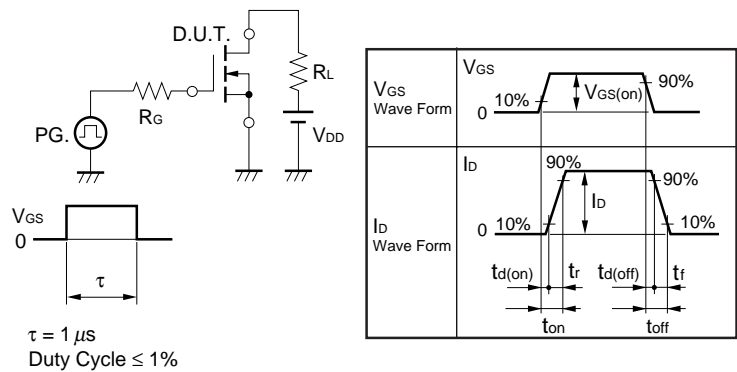 D.U.T.
RL
RG
PG.
VDD
VGS
0
τ
τ = 1 μs
Duty Cycle ≤ 1%
VGS
Wave Form
VGS
10%
0
VGS(on)
90%
ID
Wave Form
ID
90%
90%
ID
0 10%
10%
td(on) tr td(off) tf
ton toff